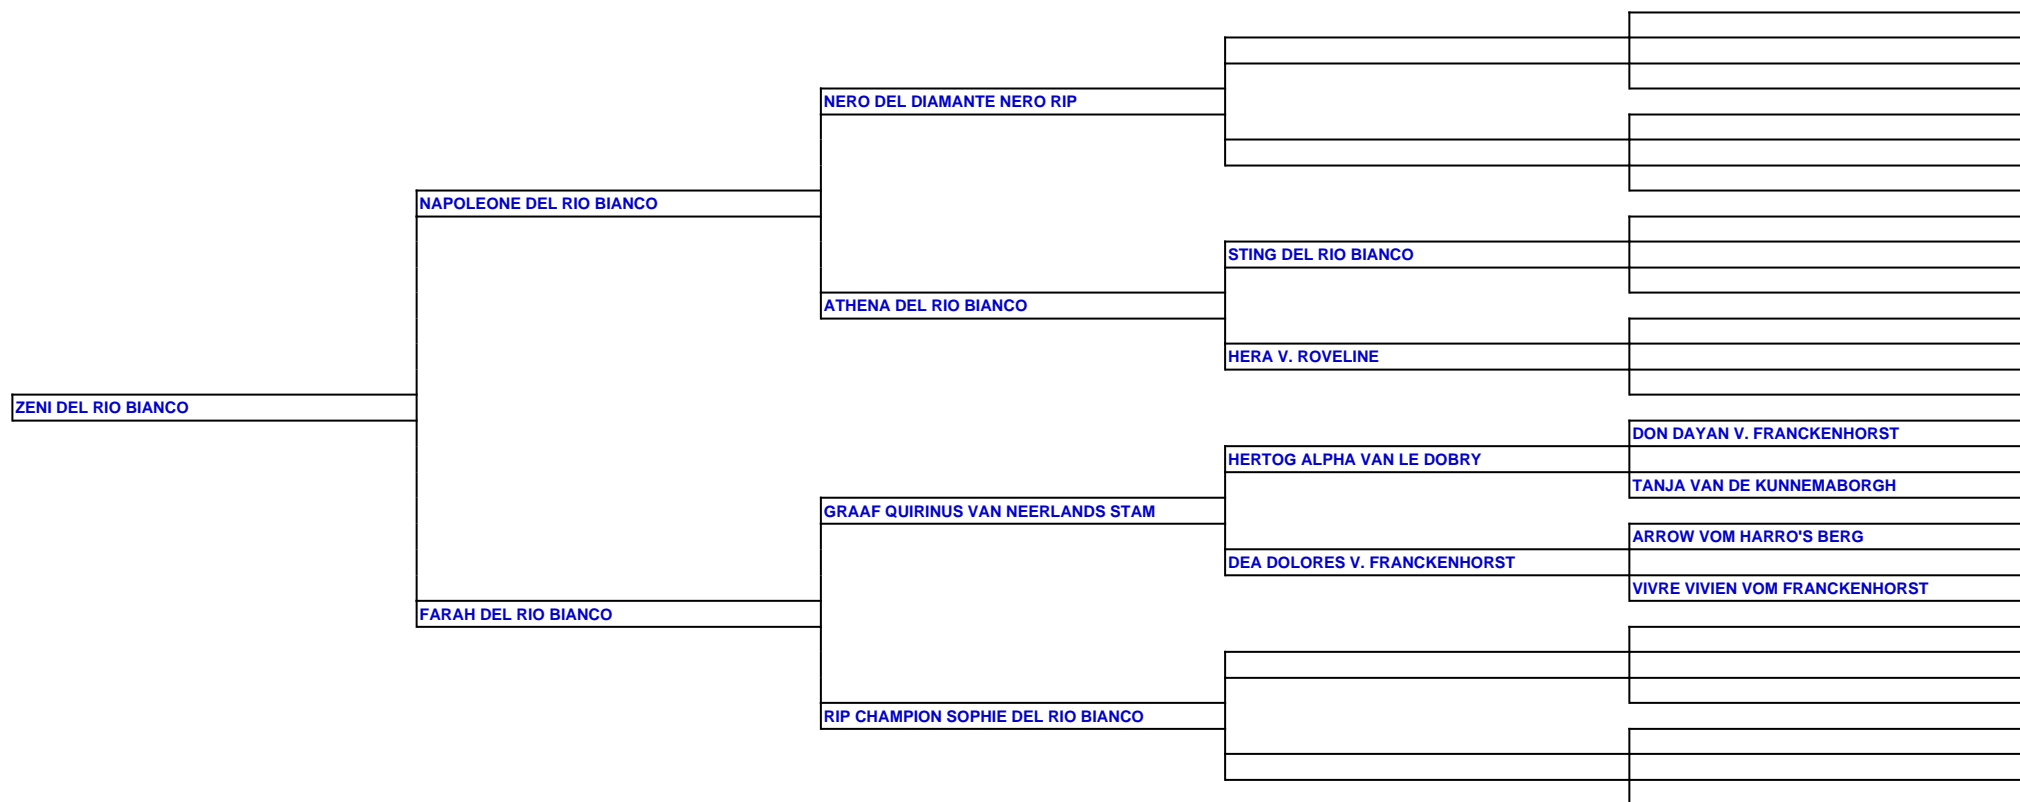 NERO DEL DIAMANTE NERO RIP
NAPOLEONE DEL RIO BIANCO
STING DEL RIO BIANCO
ATHENA DEL RIO BIANCO
HERA V. ROVELINE
ZENI DEL RIO BIANCO
DON DAYAN V. FRANCKENHORST
HERTOG ALPHA VAN LE DOBRY
TANJA VAN DE KUNNEMABORGH
GRAAF QUIRINUS VAN NEERLANDS STAM
ARROW VOM HARRO'S BERG
DEA DOLORES V. FRANCKENHORST
VIVRE VIVIEN VOM FRANCKENHORST
FARAH DEL RIO BIANCO
RIP CHAMPION SOPHIE DEL RIO BIANCO